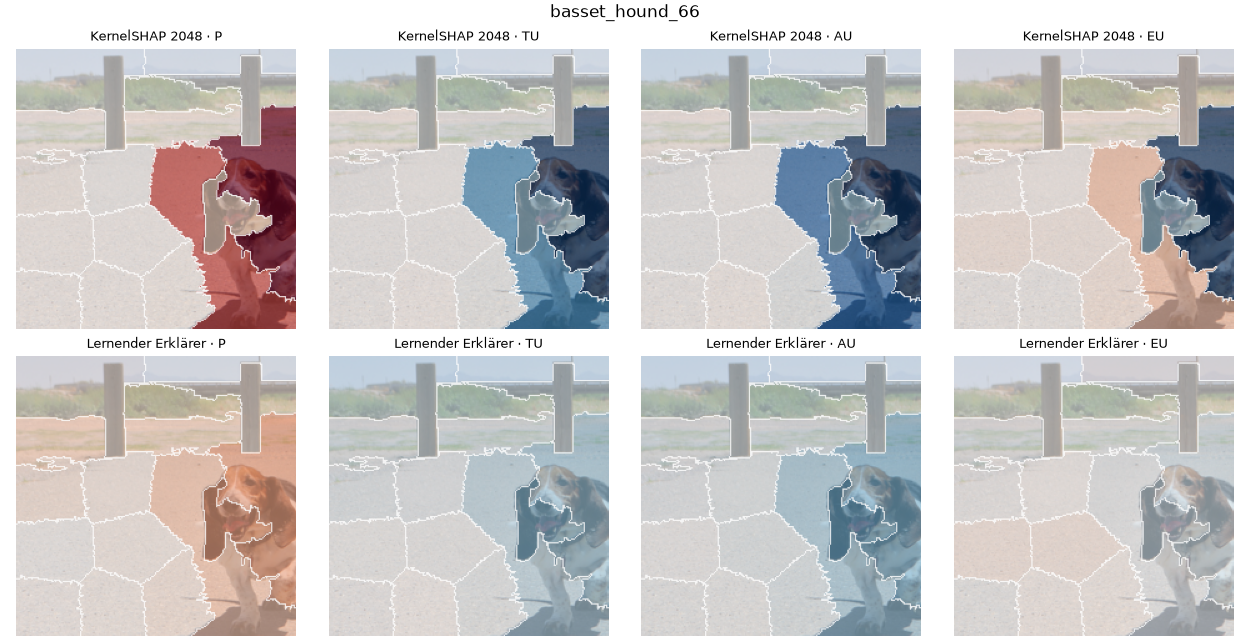 basset_hound_66
KernelSHAP 2048 · P
KernelSHAP 2048 · TU
KernelSHAP 2048 · AU
KernelSHAP 2048 · EU
Lernender Erklärer · P
Lernender Erklärer · TU
Lernender Erklärer · AU
Lernender Erklärer · EU